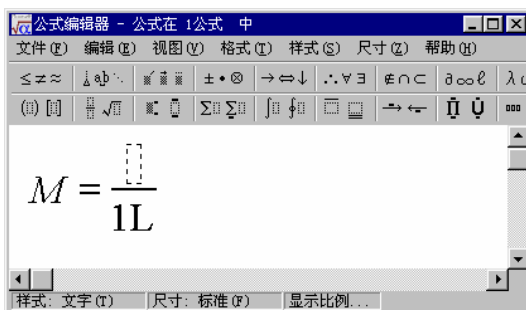 公式编辑器 - 公式在 1公式 中
文件(F) 编辑(E) 视图(V) 格式(T) 样式(S) 尺寸(Z) 帮助(H)
≤≠≈ ±•⊗ →⇔↓ ∴∀∃ ∉∩⊂ ∂∞ℓ λ
M = 1L
样式: 文字(T) 尺寸: 标准(F) 显示比例...